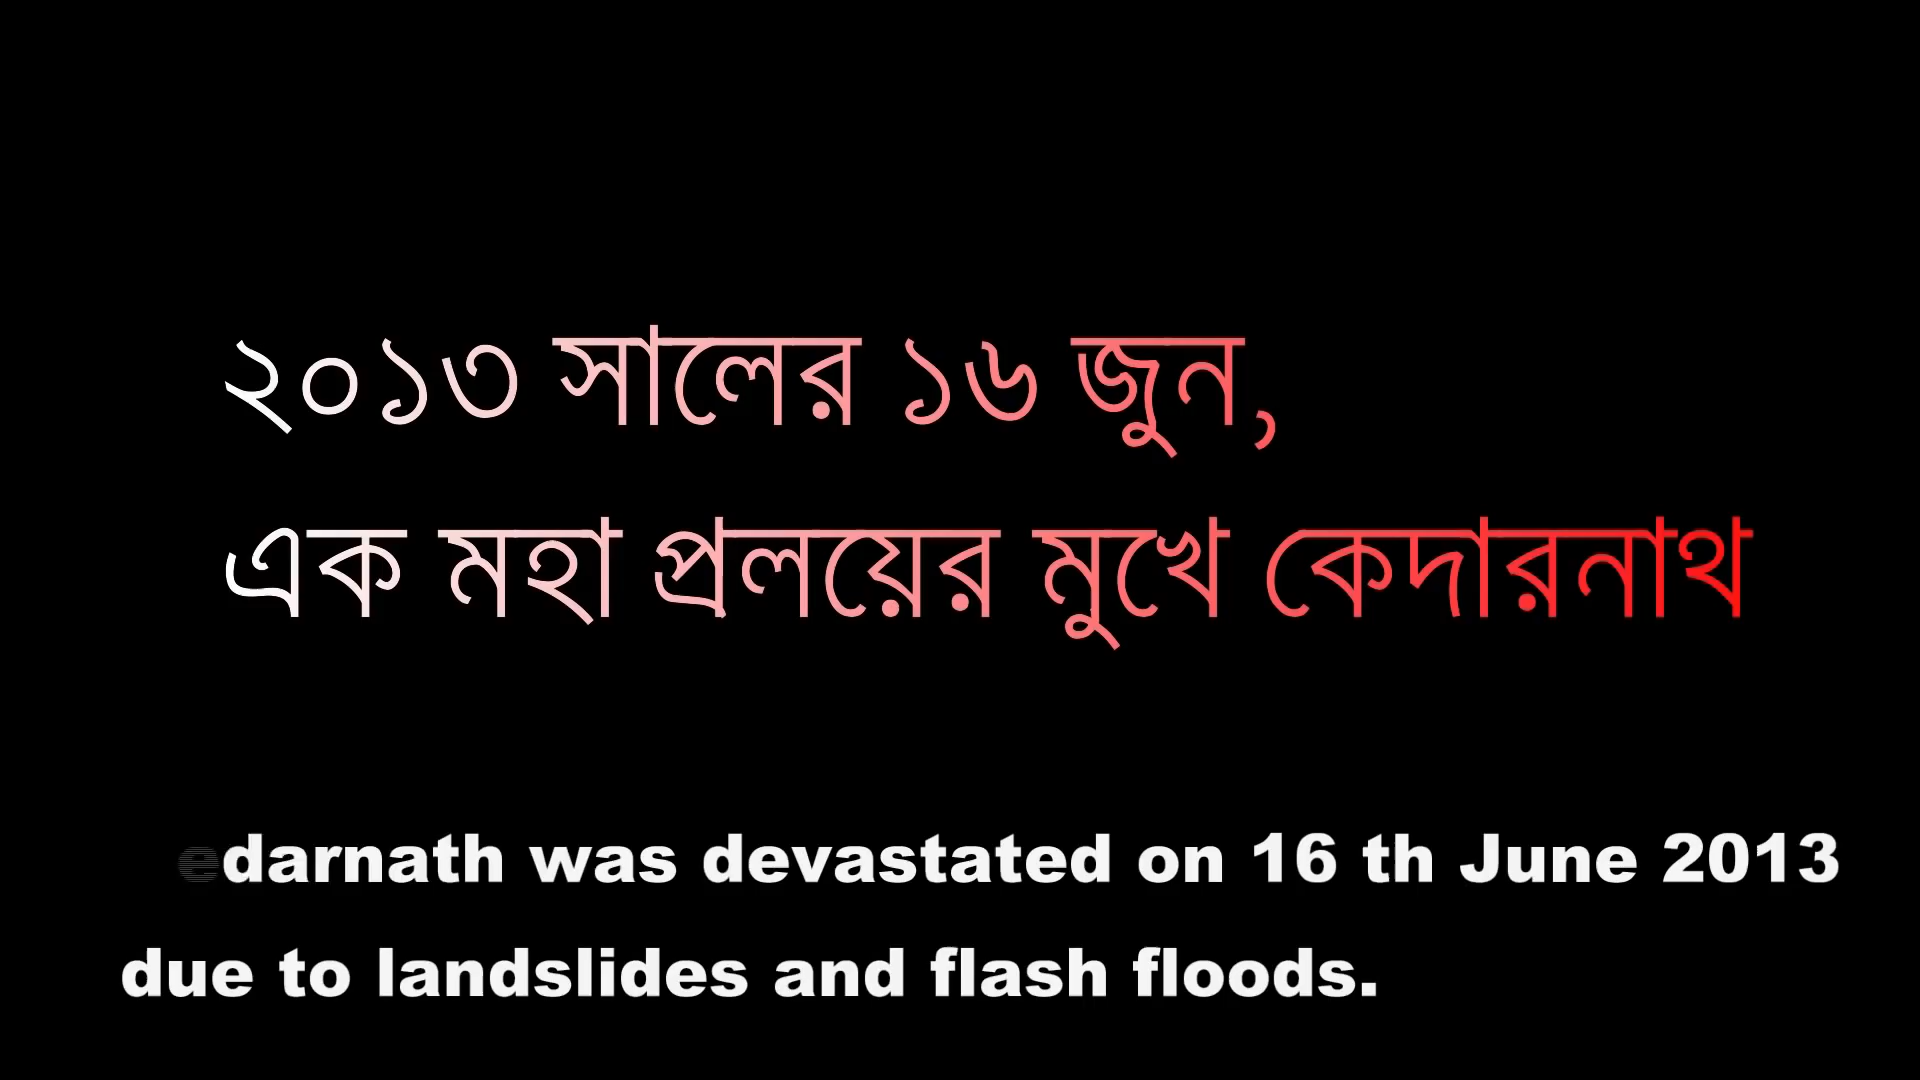 ২০১৩ সালের ১৬ জুন,
এক মহা প্রলয়ের মুখে কেদারনাথ
edarnath was devastated on 16 th June 2013
due to landslides and flash floods.